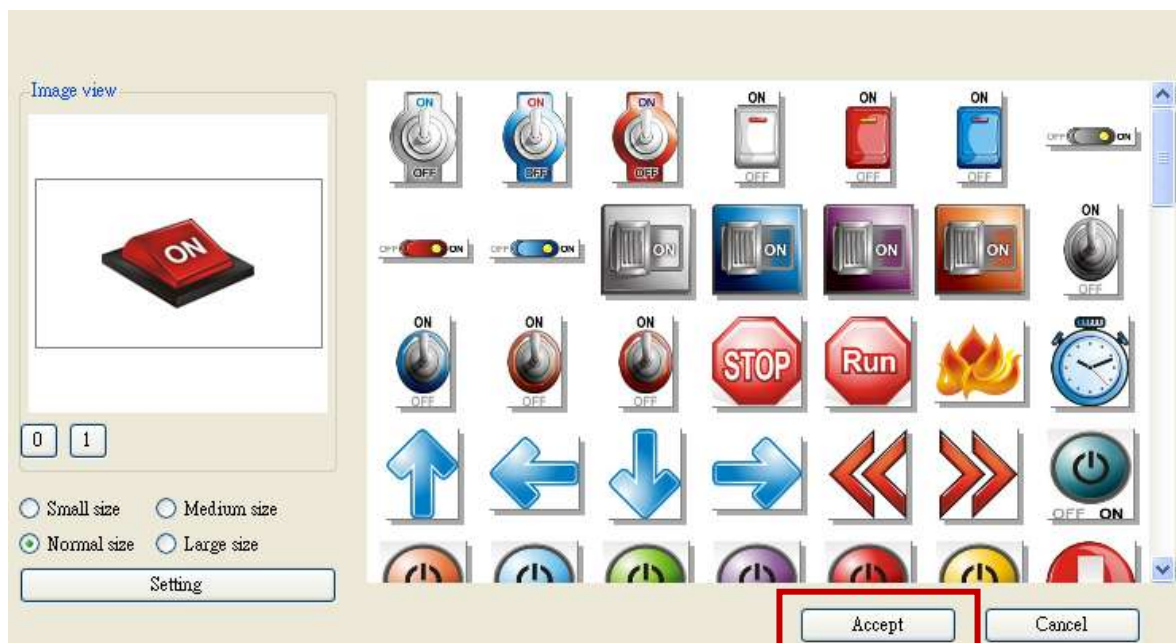 Image view
ON
0 1
Small size Medium size
Normal size Large size
Setting
ON ON ON ON ON ON
OFF OFF OFF OFF OFF OFF OFF ON
OFF ON OFF ON ON ON ON ON ON
OFF
ON ON ON STOP Run
OFF OFF OFF
OFF ON
Accept Cancel